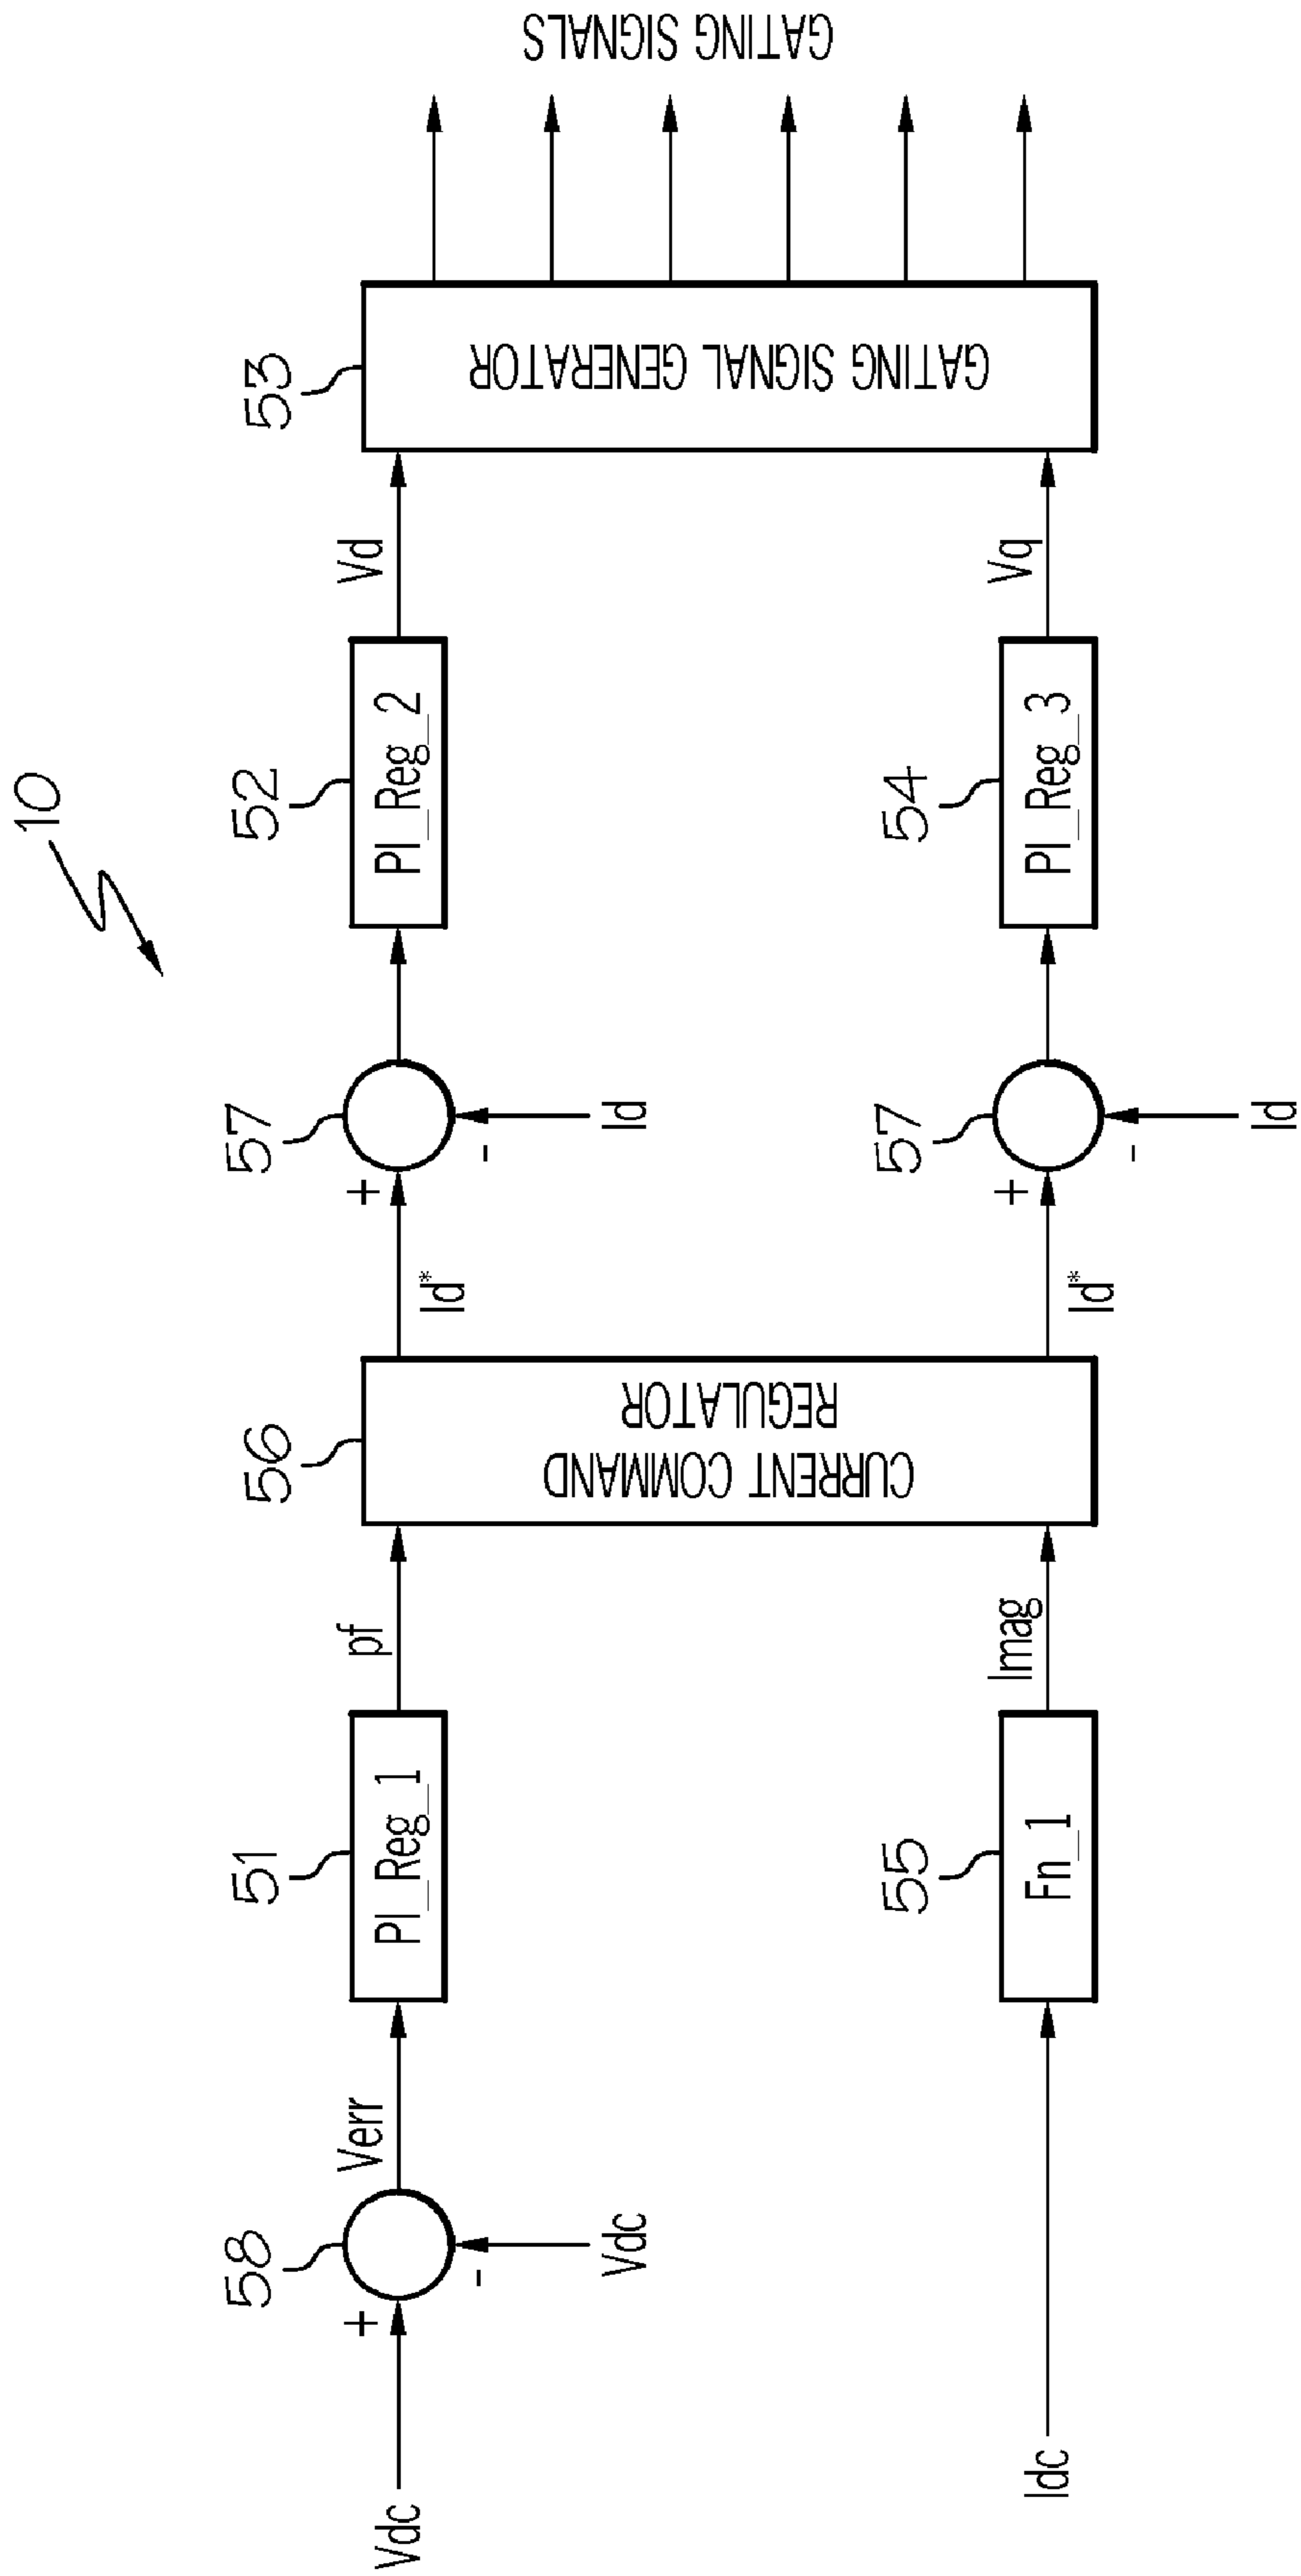 10
58
51
56
57
52
53
Vdc
+
-
Vdc
Verr
PI_Reg_1
pf
CURRENT COMMAND
REGULATOR
Id*
+
-
Id
PI_Reg_2
Vd
GATING SIGNAL GENERATOR
GATING SIGNALS
55
57
54
Idc
Fn_1
Imag
Id*
+
-
Id
PI_Reg_3
Vq